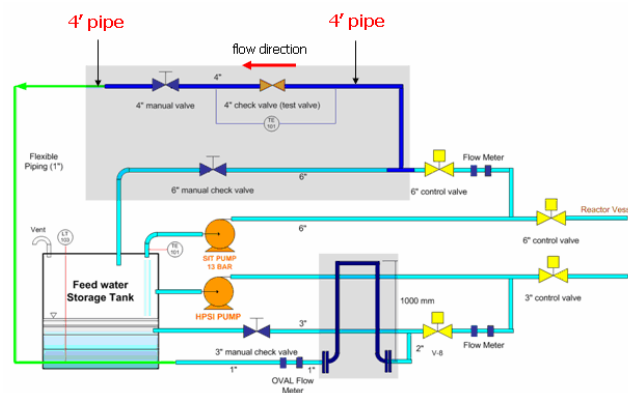 4' pipe
4' pipe
flow direction
4"
4" manual valve
4" check valve (test valve)
TE
101
Flexible
Piping (1")
6"
6" manual check valve
Flow Meter
6" control valve
Reactor Vess
Vent
LT
103
TE
101
SIT PUMP
13 BAR
6"
6" control valve
Feed water
Storage Tank
HPSI PUMP
1000 mm
3" control valve
3"
3" manual check valve
2"
V-8
Flow Meter
1"
OVAL Flow
Meter
1"